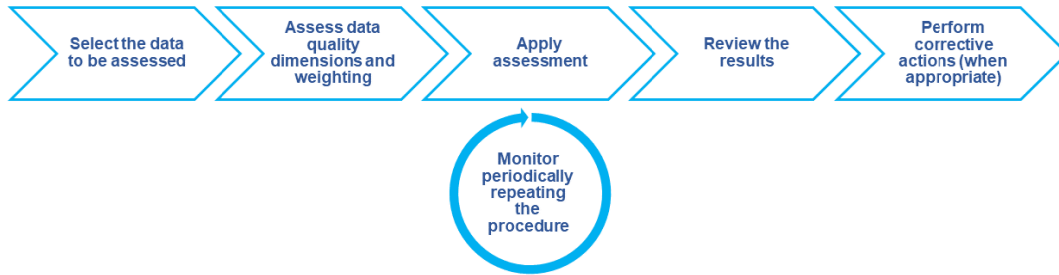 Select the data
to be assessed
Assess data
quality
dimensions and
weighting
Apply
assessment
Review the
results
Perform
corrective
actions (when
appropriate)
Monitor
periodically
repeating
the
procedure